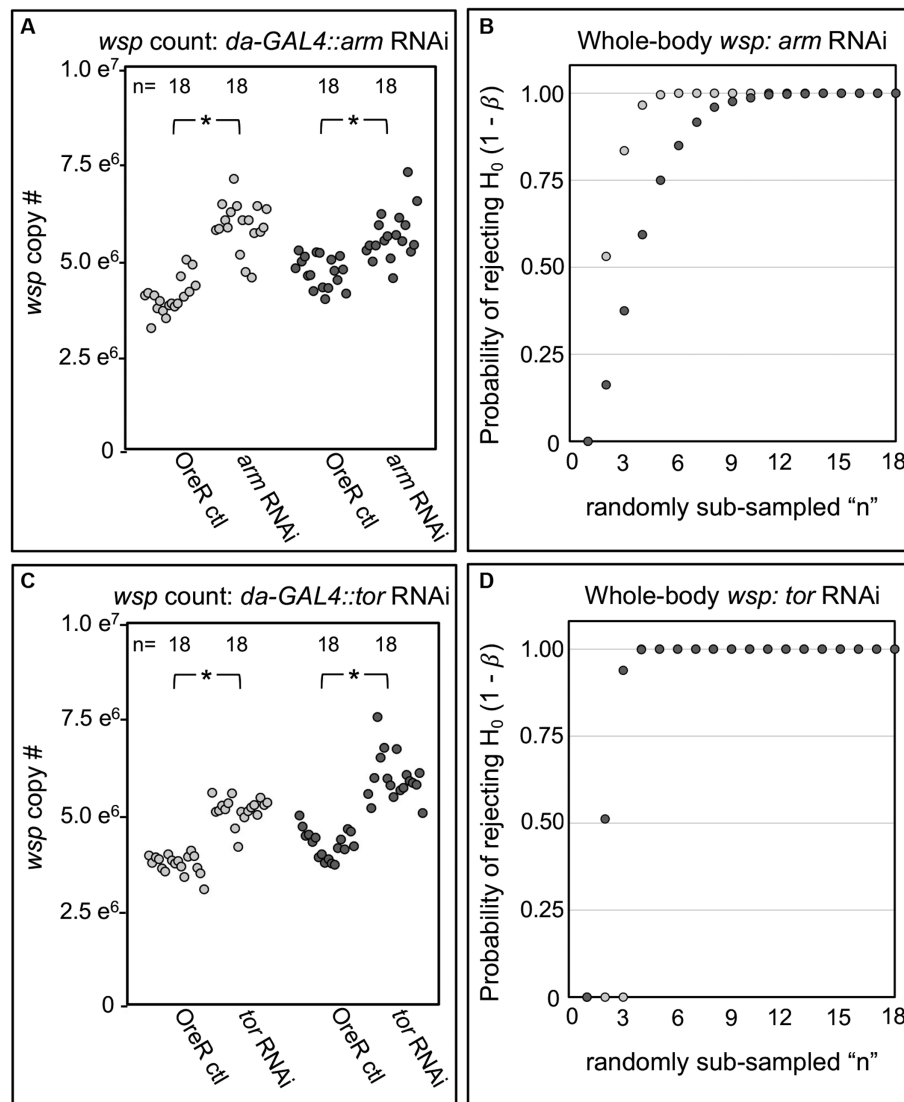 A
wsp count: da-GAL4::arm RNAi
1.0 e⁷
n= 18 18 18 18
* *
7.5 e⁶
5.0 e⁶
2.5 e⁶
0
wsp copy #
OreR ctl
arm RNAi
OreR ctl
arm RNAi
B
Whole-body wsp: arm RNAi
1.00
0.75
0.50
0.25
0
Probability of rejecting H₀ (1 - β)
0 3 6 9 12 15 18
randomly sub-sampled “n”
C
wsp count: da-GAL4::tor RNAi
1.0 e⁷
n= 18 18 18 18
* *
7.5 e⁶
5.0 e⁶
2.5 e⁶
0
wsp copy #
OreR ctl
tor RNAi
OreR ctl
tor RNAi
D
Whole-body wsp: tor RNAi
1.00
0.75
0.50
0.25
0
Probability of rejecting H₀ (1 - β)
0 3 6 9 12 15 18
randomly sub-sampled “n”